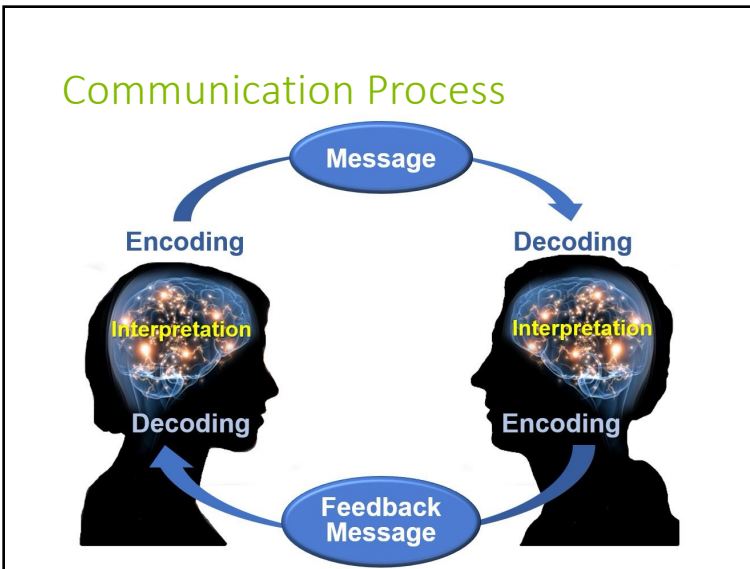 Communication Process
Message
Encoding
Decoding
Interpretation
Interpretation
Decoding
Encoding
Feedback
Message